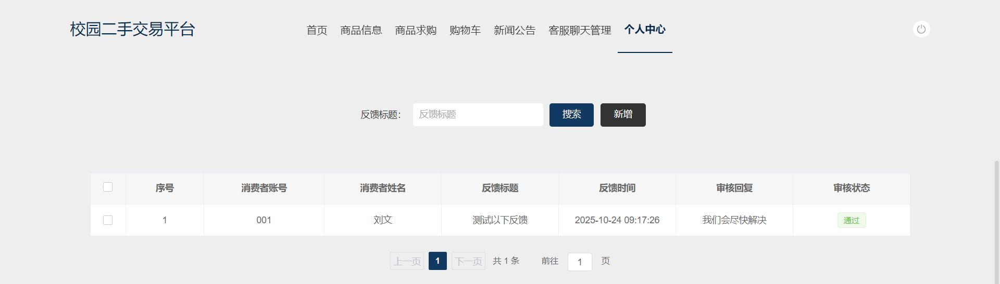 校园二手交易平台
首页 商品信息 商品求购 购物车 新闻公告 客服聊天管理 个人中心
反馈标题： 反馈标题 搜索 新增
序号 消费者账号 消费者姓名 反馈标题 反馈时间 审核回复 审核状态
1 001 刘文 测试以下反馈 2025-10-24 09:17:26 我们会尽快解决 通过
上一页 1 下一页 共 1 条 前往 1 页